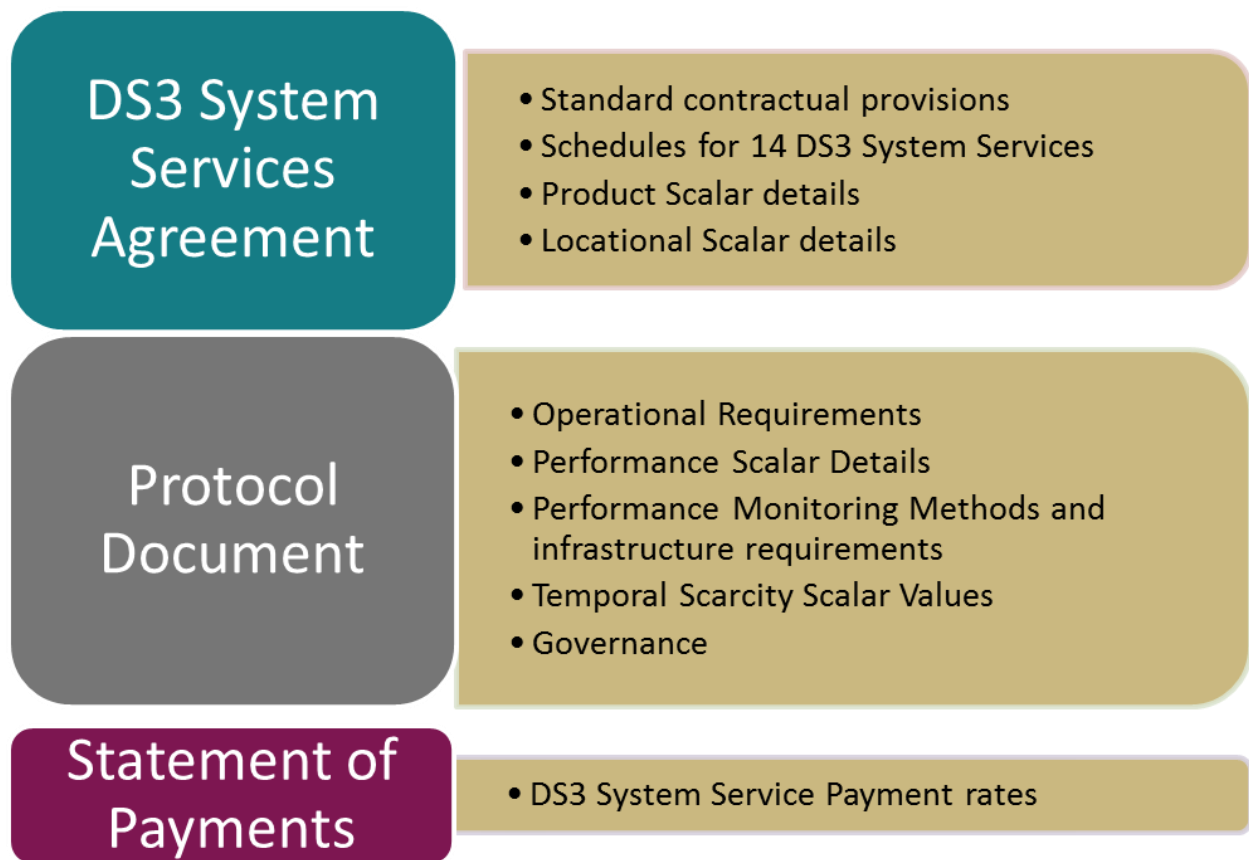 DS3 System
Services
Agreement
• Standard contractual provisions
• Schedules for 14 DS3 System Services
• Product Scalar details
• Locational Scalar details
Protocol
Document
• Operational Requirements
• Performance Scalar Details
• Performance Monitoring Methods and
infrastructure requirements
• Temporal Scarcity Scalar Values
• Governance
Statement of
Payments
• DS3 System Service Payment rates